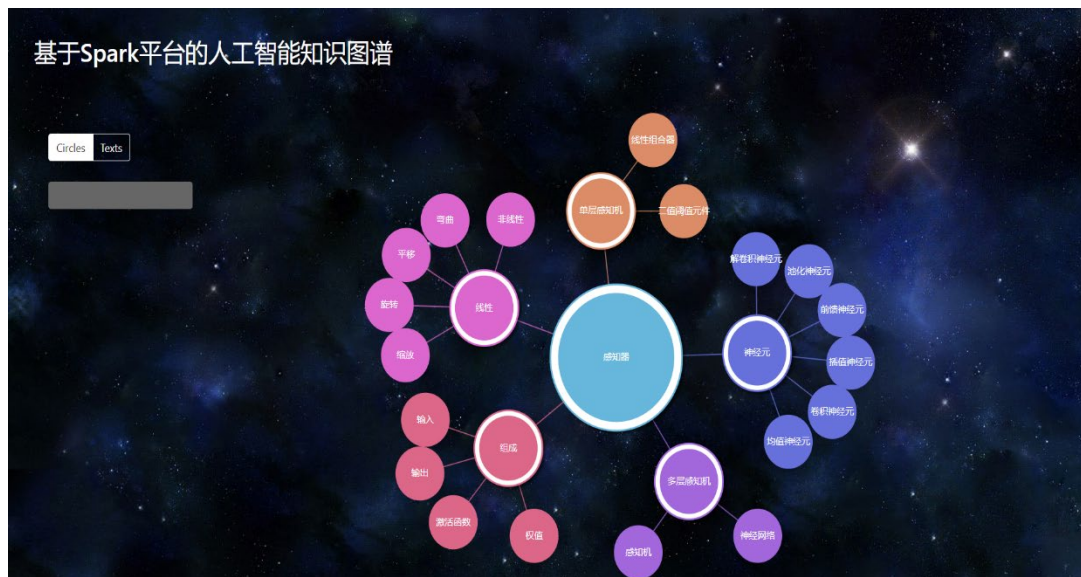 基于Spark平台的人工智能知识图谱
Circles
Texts
线性组合器
单层感知机
二值阈值元件
弯曲
非线性
平移
旋转
线性
缩放
解卷积神经元
池化神经元
前馈神经元
感知器
神经元
插值神经元
卷积神经元
均值神经元
输入
组成
输出
激活函数
权值
多层感知机
感知机
神经网络